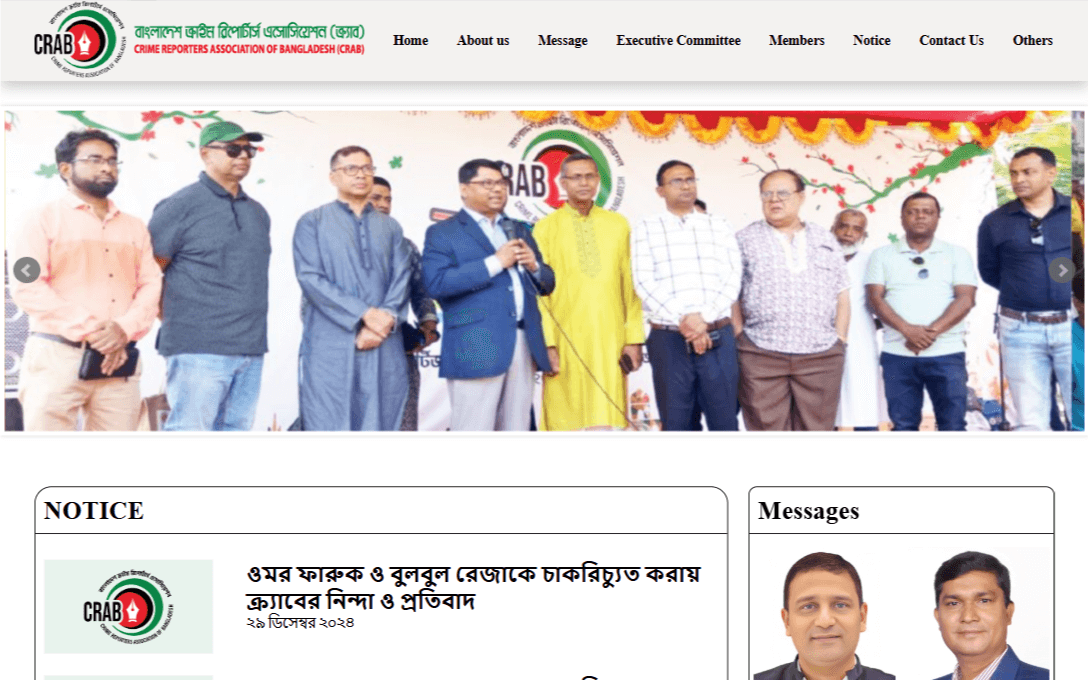 বাংলাদেশ ক্রাইম রিপোর্টার্স এসোসিয়েশন (ক্র্যাব)
CRAB
CRIME REPORTERS ASSOCIATION OF BANGLADESH (CRAB)
Home
About us
Message
Executive Committee
Members
Notice
Contact Us
Others
NOTICE
Messages
ওমর ফারুক ও বুলবুল রেজাকে চাকরিচ্যুত করায়
ক্র্যাবের নিন্দা ও প্রতিবাদ
২৯ ডিসেম্বর ২০২৪
CRAB